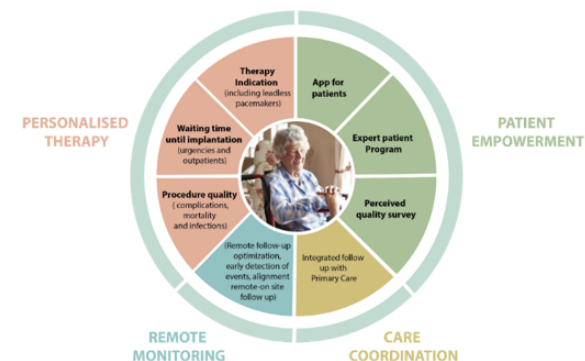 Therapy
Indication
(including leadless
pacemakers)
App for
patients
PERSONALISED
THERAPY
Waiting time
until implantation
(urgencies and
outpatients)
Expert patient
Program
PATIENT
EMPOWERMENT
Procedure quality
( complications,
mortality
and infections)
Perceived
quality survey
(Remote follow-up
optimization,
early detection of
events, alignment
remote-on site
follow up)
Integrated follow
up with
Primary Care
REMOTE
MONITORING
CARE
COORDINATION